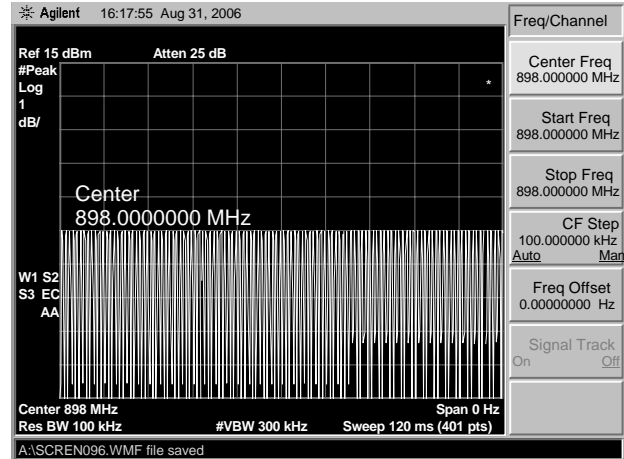 Agilent 16:17:55 Aug 31, 2006
Freq/Channel
Ref 15 dBm Atten 25 dB
#Peak
Log
1
dB/
*
Center
898.0000000 MHz
W1 S2
S3 EC
AA
Center 898 MHz Span 0 Hz
Res BW 100 kHz #VBW 300 kHz Sweep 120 ms (401 pts)
A:\SCREN096.WMF file saved
Center Freq
898.000000 MHz
Start Freq
898.000000 MHz
Stop Freq
898.000000 MHz
CF Step
100.000000 kHz
Auto Man
Freq Offset
0.00000000 Hz
Signal Track
On Off